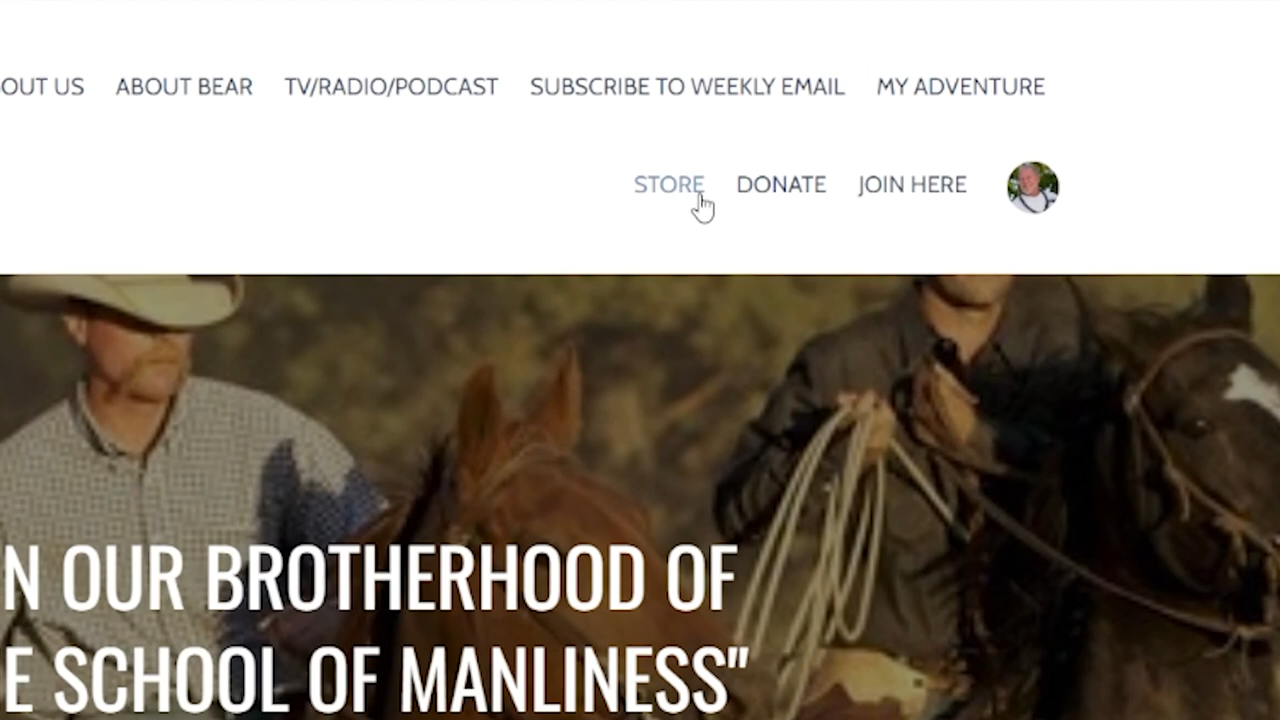 OUT US ABOUT BEAR TV/RADIO/PODCAST SUBSCRIBE TO WEEKLY EMAIL MY ADVENTURE
STORE DONATE JOIN HERE
N OUR BROTHERHOOD OF
E SCHOOL OF MANLINESS"